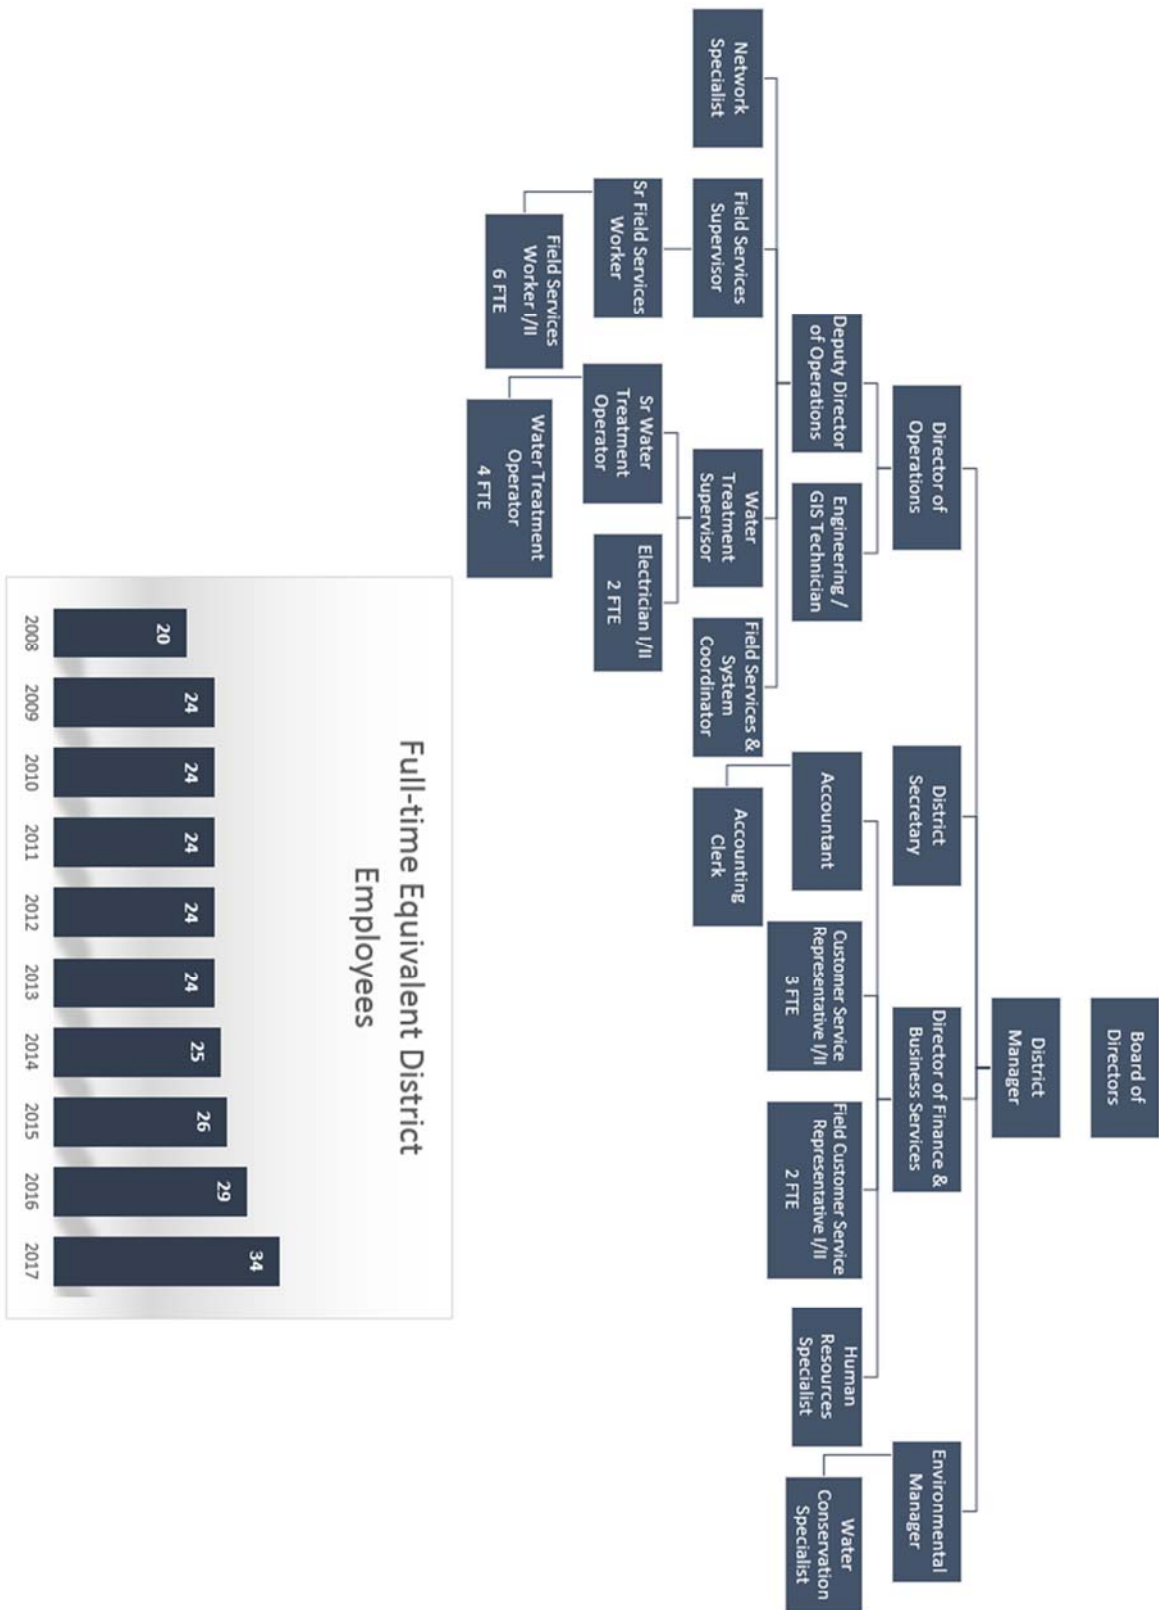 Board of
Directors
District
Manager
Director of
Operations
District
Secretary
Director of Finance &
Business Services
Environmental
Manager
Deputy Director
of Operations
Engineering /
GIS Technician
Accountant
Customer Service
Representative I/II
3 FTE
Field Customer Service
Representative I/II
2 FTE
Human
Resources
Specialist
Water
Conservation
Specialist
Network
Specialist
Field Services
Supervisor
Water
Treatment
Supervisor
Field Services &
System
Coordinator
Accounting
Clerk
Sr Field Services
Worker
Sr Water
Treatment
Operator
Electrician I/II
2 FTE
Field Services
Worker I/II
6 FTE
Water Treatment
Operator
4 FTE
Full-time Equivalent District
Employees
20
24
24
24
24
24
25
26
29
34
2008
2009
2010
2011
2012
2013
2014
2015
2016
2017